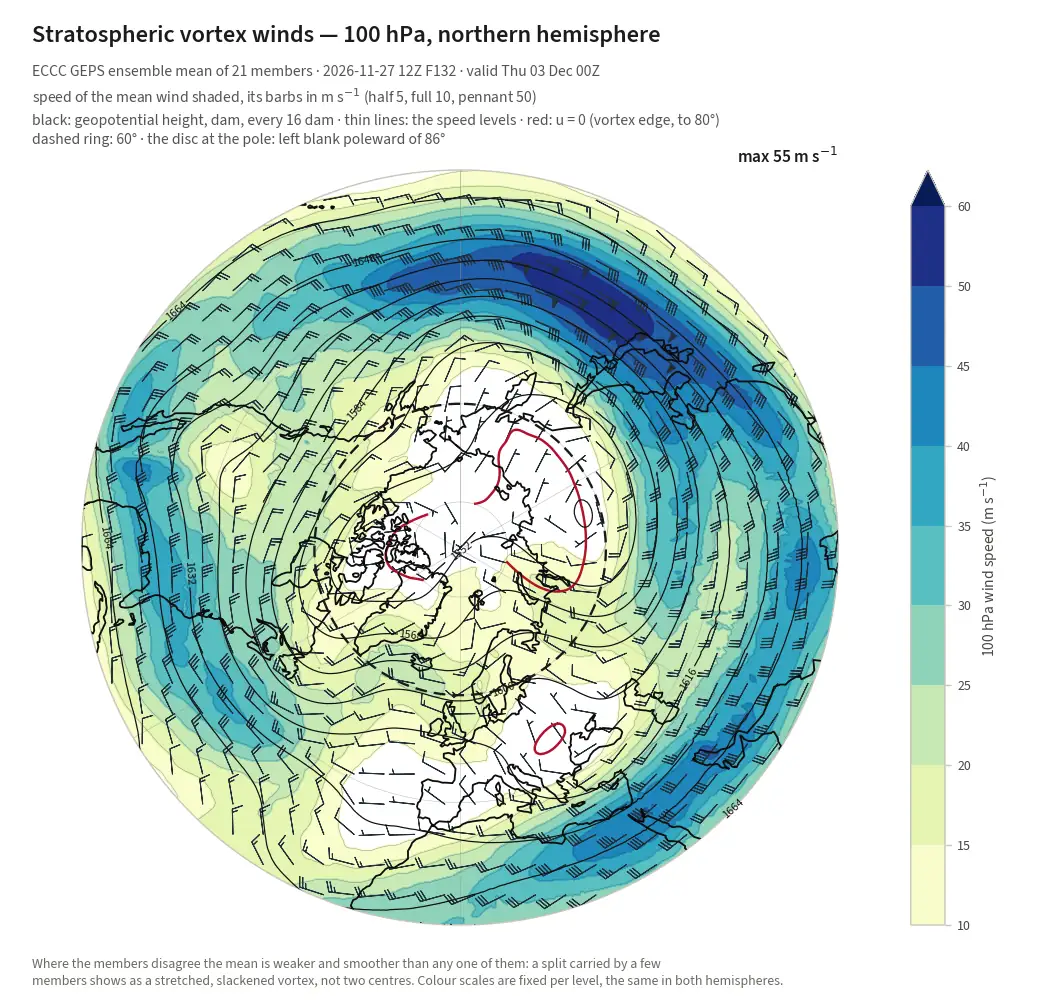 Stratospheric vortex winds — 100 hPa, northern hemisphere
ECCC GEPS ensemble mean of 21 members · 2026-11-27 12Z F132 · valid Thu 03 Dec 00Z
speed of the mean wind shaded, its barbs in m s⁻¹ (half 5, full 10, pennant 50)
black: geopotential height, dam, every 16 dam · thin lines: the speed levels · red: u = 0 (vortex edge, to 80°)
dashed ring: 60° · the disc at the pole: left blank poleward of 86°
max 55 m s⁻¹
60
50
45
40
35
30
25
20
15
10
100 hPa wind speed (m s⁻¹)
1648
1664
1584
1664
1632
1552
1616
1664
Where the members disagree the mean is weaker and smoother than any one of them: a split carried by a few
members shows as a stretched, slackened vortex, not two centres. Colour scales are fixed per level, the same in both hemispheres.